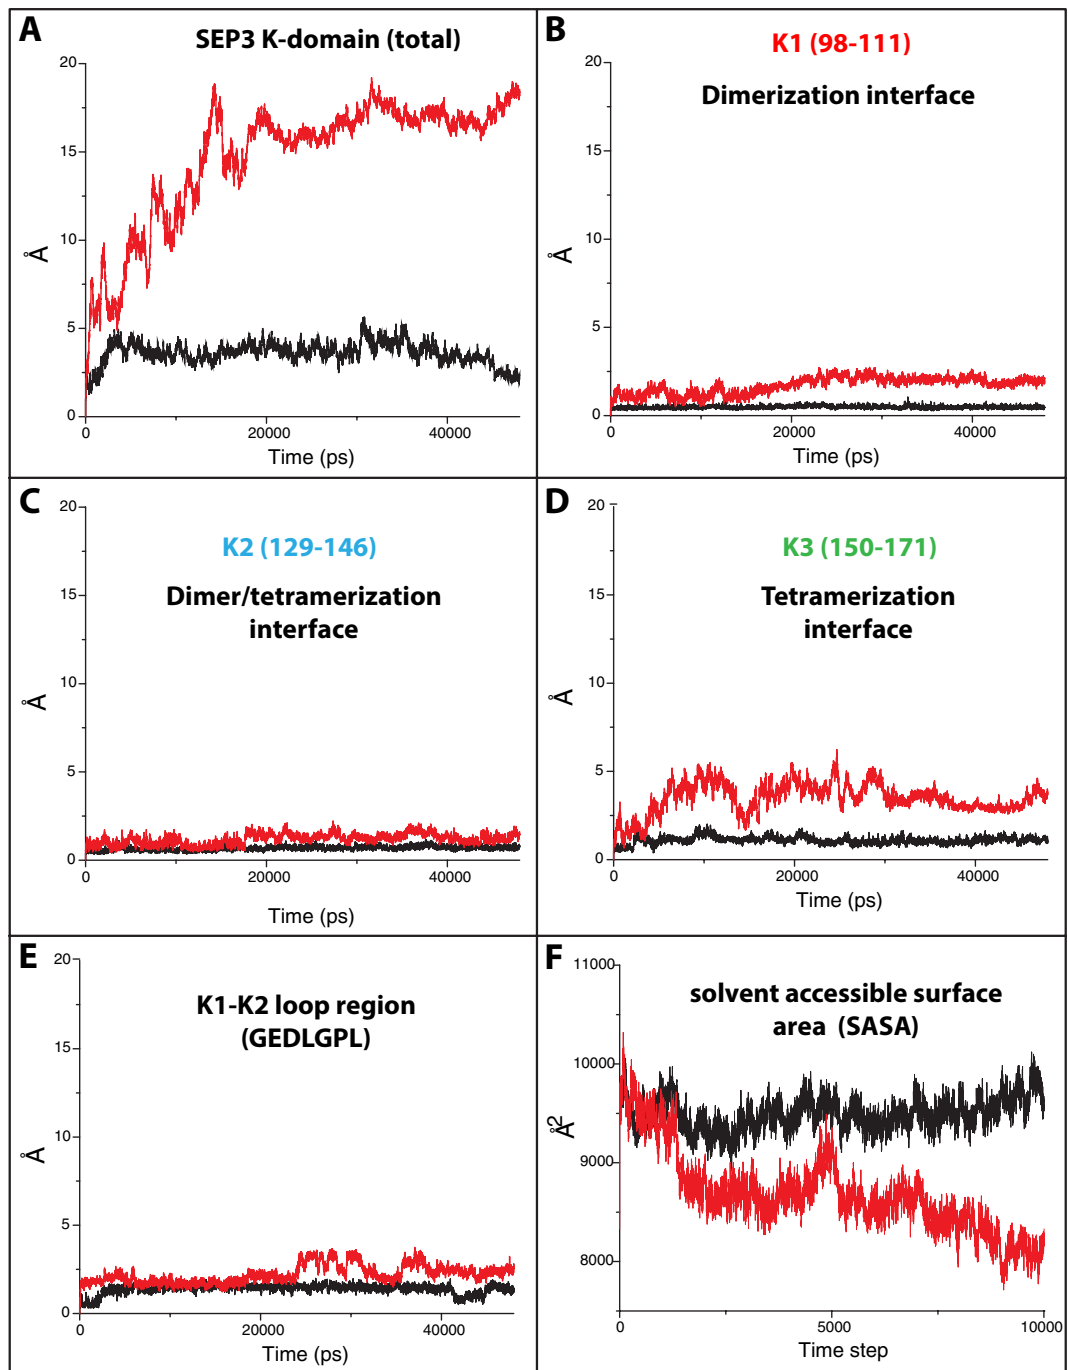 A
SEP3 K-domain (total)
20
15
10
5
0
Å
0
20000
40000
Time (ps)
B
K1 (98-111)
Dimerization interface
20
15
10
5
0
Å
0
20000
40000
Time (ps)
C
K2 (129-146)
Dimer/tetramerization
interface
20
15
10
5
0
Å
0
20000
40000
Time (ps)
D
K3 (150-171)
Tetramerization
interface
20
15
10
5
0
Å
0
20000
40000
Time (ps)
E
K1-K2 loop region
(GEDLGPL)
20
15
10
5
0
Å
0
20000
40000
Time (ps)
F
solvent accessible surface
area (SASA)
11000
10000
9000
8000
Å²
0
5000
10000
Time step